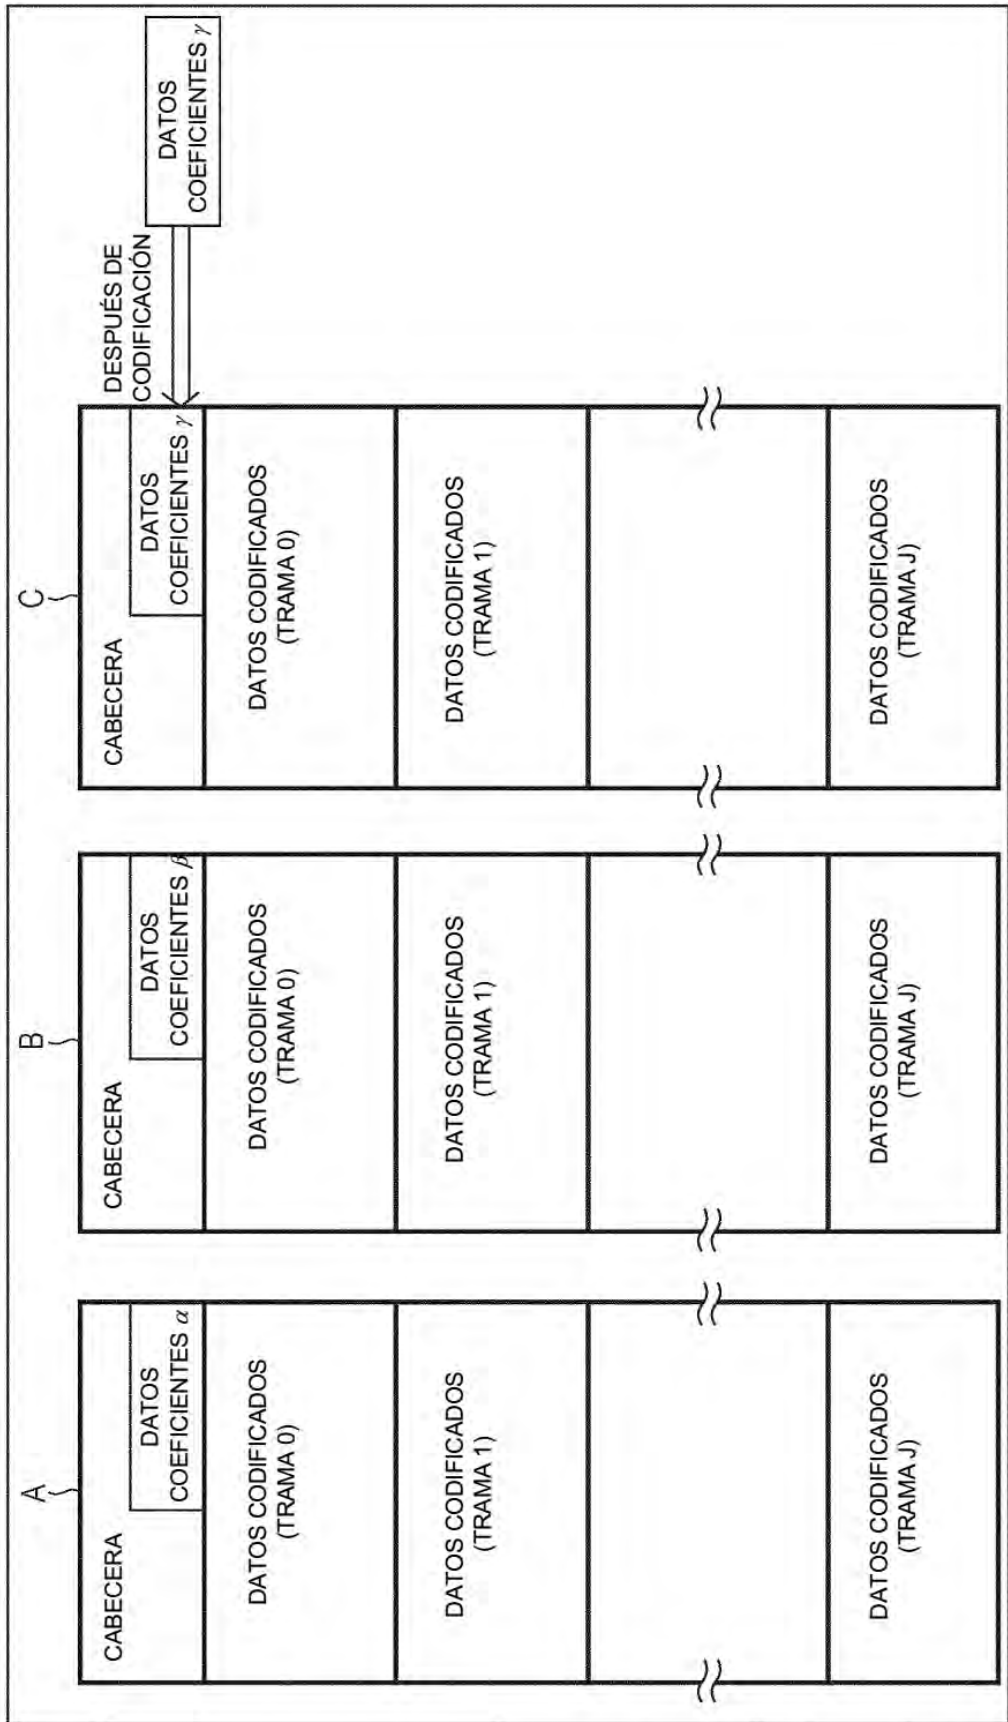 A
CABECERA
DATOS
COEFICIENTES α
DATOS CODIFICADOS
(TRAMA 0)
DATOS CODIFICADOS
(TRAMA 1)
DATOS CODIFICADOS
(TRAMA J)
B
CABECERA
DATOS
COEFICIENTES β
DATOS CODIFICADOS
(TRAMA 0)
DATOS CODIFICADOS
(TRAMA 1)
DATOS CODIFICADOS
(TRAMA J)
C
CABECERA
DATOS
COEFICIENTES γ
DATOS CODIFICADOS
(TRAMA 0)
DATOS CODIFICADOS
(TRAMA 1)
DATOS CODIFICADOS
(TRAMA J)
DESPUÉS DE
CODIFICACIÓN
DATOS
COEFICIENTES γ